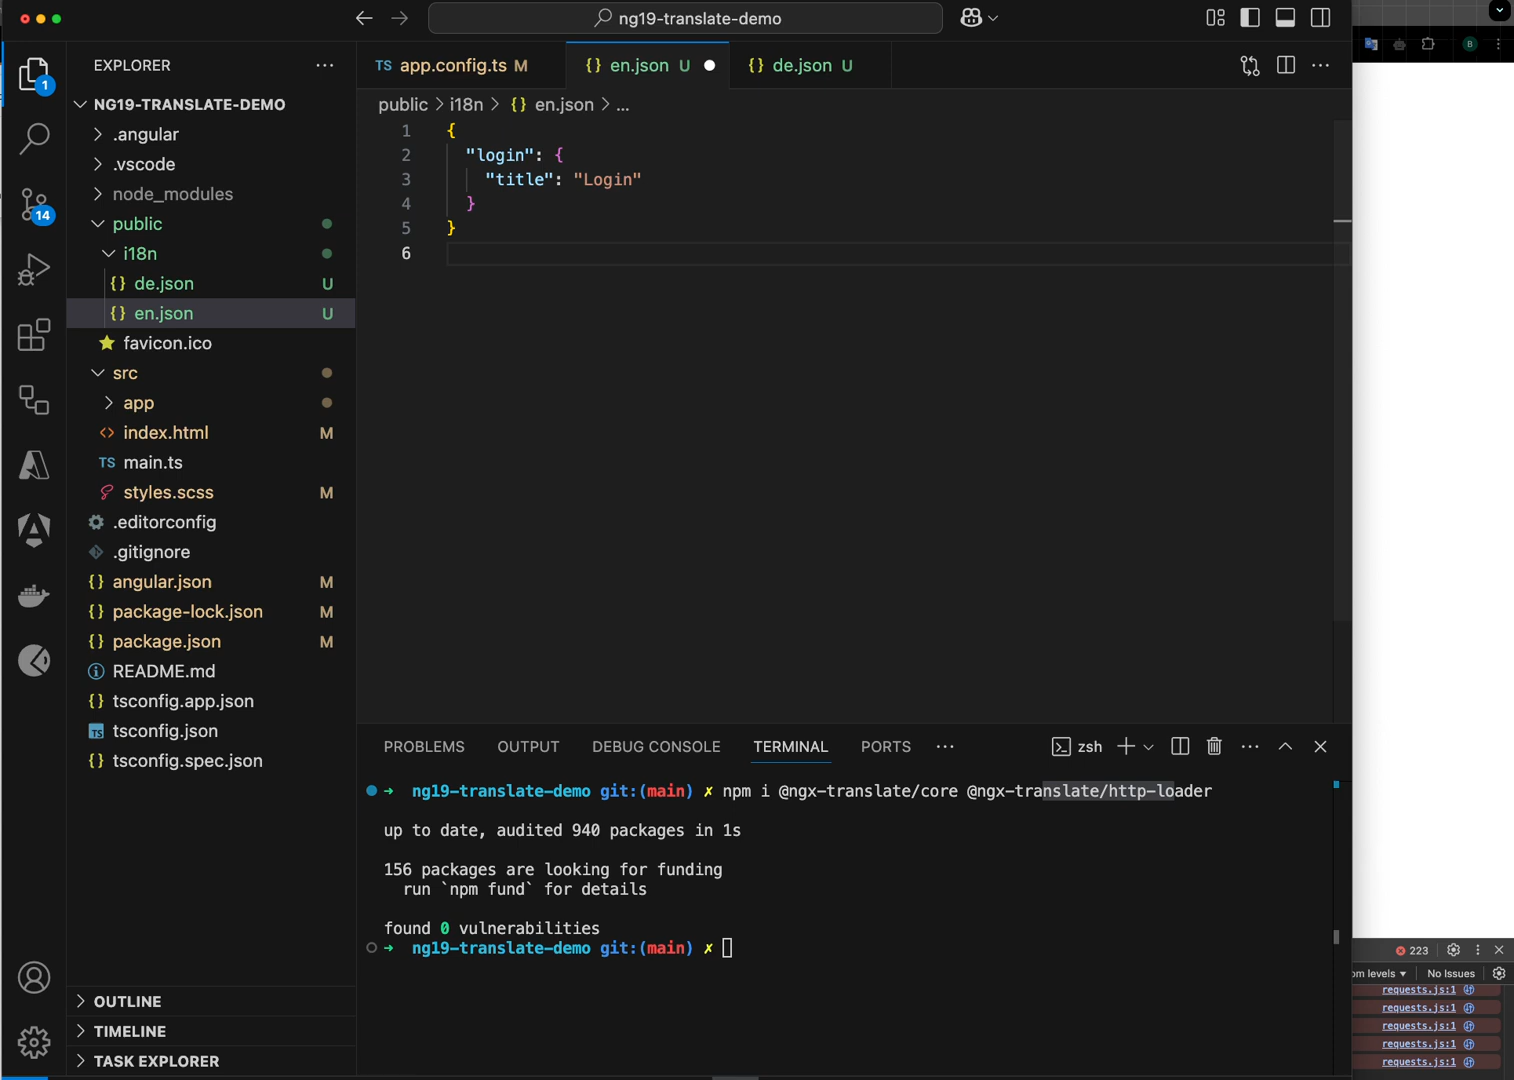 ng19-translate-demo
EXPLORER
1
NG19-TRANSLATE-DEMO
.angular
.vscode
node_modules
14
public
i18n
{} de.json U
{} en.json U
favicon.ico
src
app
<> index.html M
TS main.ts
styles.scss M
.editorconfig
.gitignore
{} angular.json M
{} package-lock.json M
{} package.json M
README.md
{} tsconfig.app.json
TS tsconfig.json
{} tsconfig.spec.json
OUTLINE
TIMELINE
TASK EXPLORER
TS app.config.ts M
{} en.json U
{} de.json U
public > i18n > {} en.json > ...
1 {
2 "login": {
3 "title": "Login"
4 }
5 }
6
PROBLEMS OUTPUT DEBUG CONSOLE TERMINAL PORTS ... zsh
→ ng19-translate-demo git:(main) ✗ npm i @ngx-translate/core @ngx-translate/http-loader
up to date, audited 940 packages in 1s
156 packages are looking for funding
run `npm fund` for details
found 0 vulnerabilities
→ ng19-translate-demo git:(main) ✗
B
223
om levels ▾ No Issues
requests.js:1
requests.js:1
requests.js:1
requests.js:1
requests.js:1